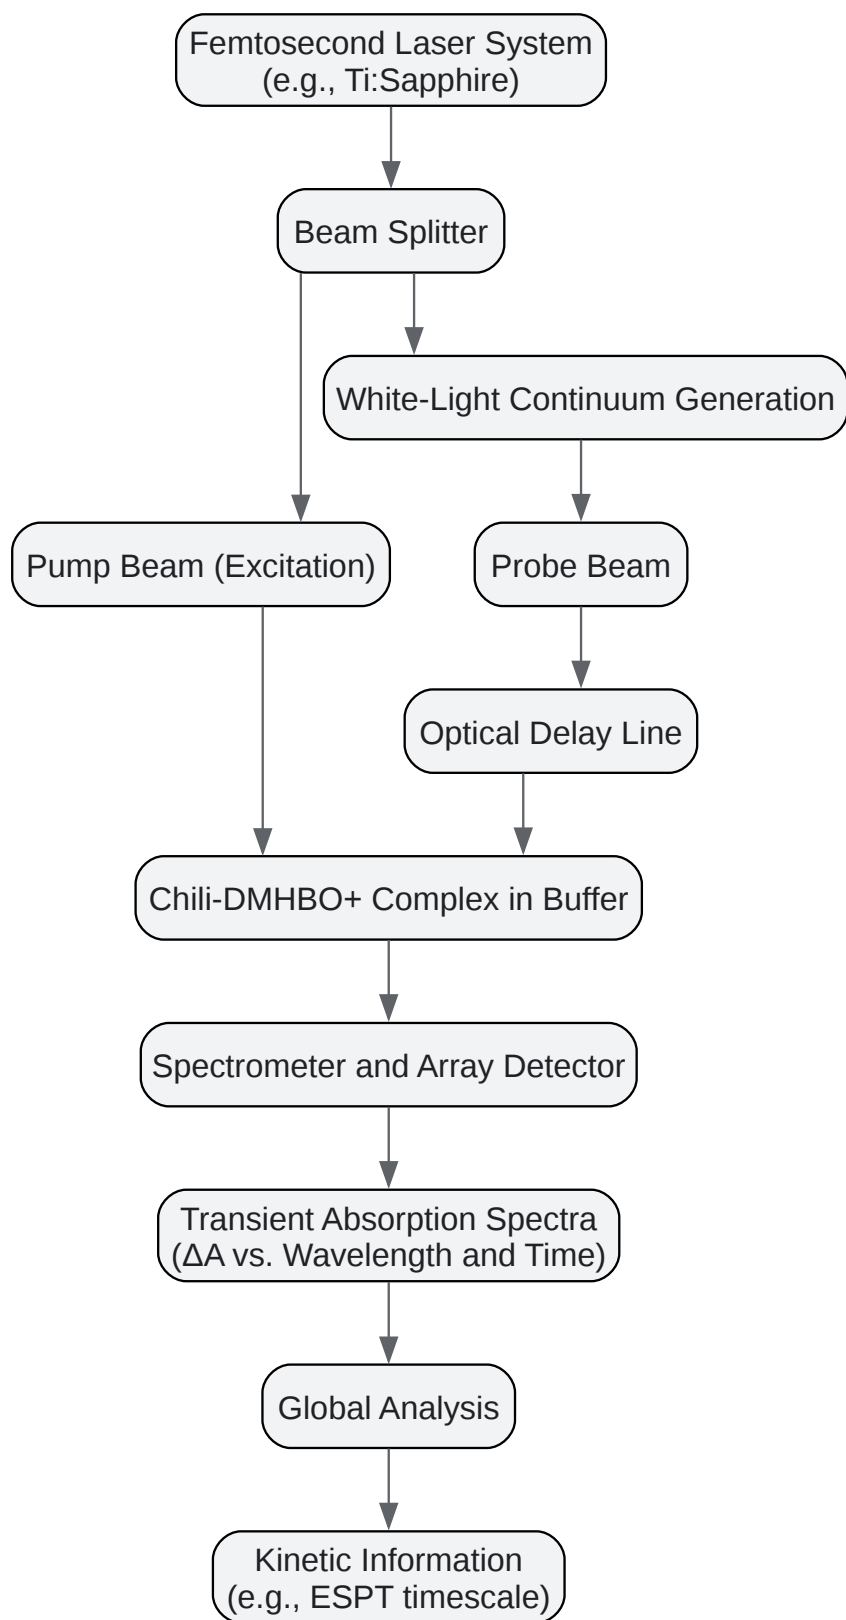 Femtosecond Laser System
(e.g., Ti:Sapphire)
Beam Splitter
White-Light Continuum Generation
Pump Beam (Excitation)
Probe Beam
Optical Delay Line
Chili-DMHBO+ Complex in Buffer
Spectrometer and Array Detector
Transient Absorption Spectra
(ΔA vs. Wavelength and Time)
Global Analysis
Kinetic Information
(e.g., ESPT timescale)